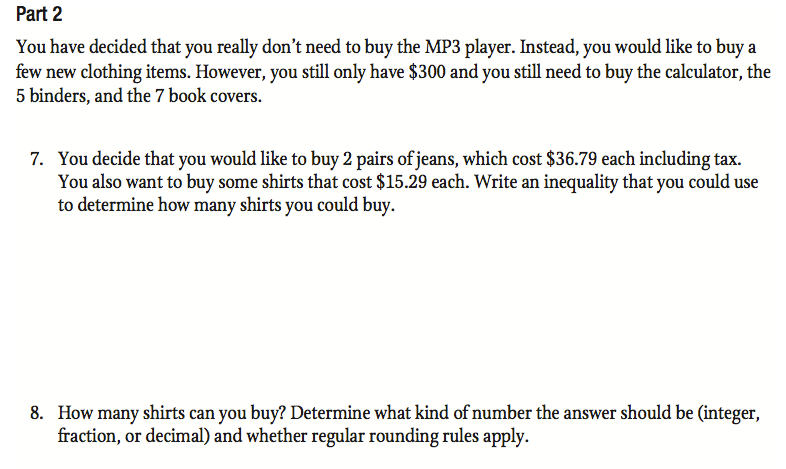 Part 2
You have decided that you really don’t need to buy the MP3 player. Instead, you would like to buy a
few new clothing items. However, you still only have $300 and you still need to buy the calculator, the
5 binders, and the 7 book covers.
7. You decide that you would like to buy 2 pairs of jeans, which cost $36.79 each including tax.
You also want to buy some shirts that cost $15.29 each. Write an inequality that you could use
to determine how many shirts you could buy.
8. How many shirts can you buy? Determine what kind of number the answer should be (integer,
fraction, or decimal) and whether regular rounding rules apply.